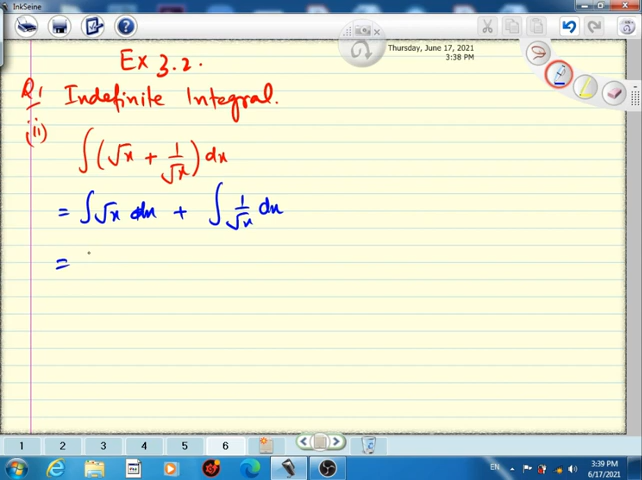 InkSeine
Thursday, June 17, 2021
3:38 PM
Ex 3.2.
Q1 Indefinite Integral.
(ii)
∫(√x + 1/√x) dx
= ∫√x dx + ∫ 1/√x dx
=
1 2 3 4 5 6
EN
3:39 PM
6/17/2021